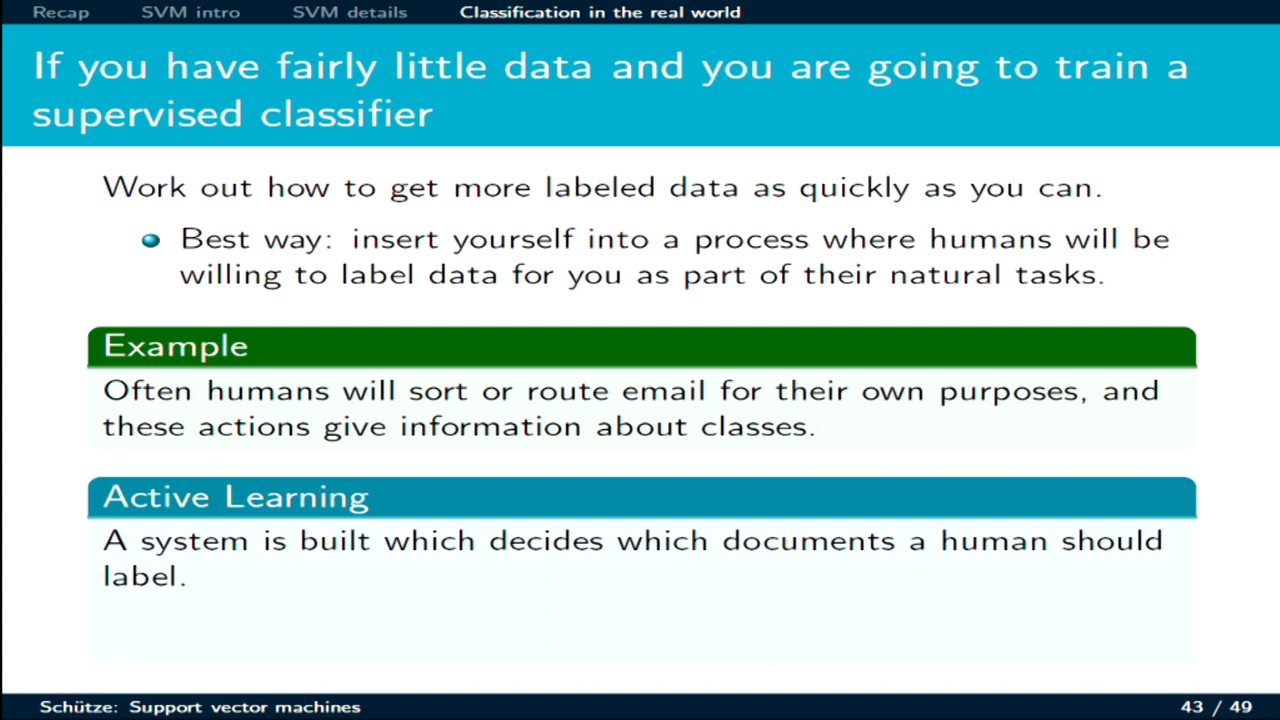 Recap SVM intro SVM details Classification in the real world
If you have fairly little data and you are going to train a
supervised classifier
Work out how to get more labeled data as quickly as you can.
Best way: insert yourself into a process where humans will be
willing to label data for you as part of their natural tasks.
Example
Often humans will sort or route email for their own purposes, and
these actions give information about classes.
Active Learning
A system is built which decides which documents a human should
label.
Schütze: Support vector machines 43 / 49